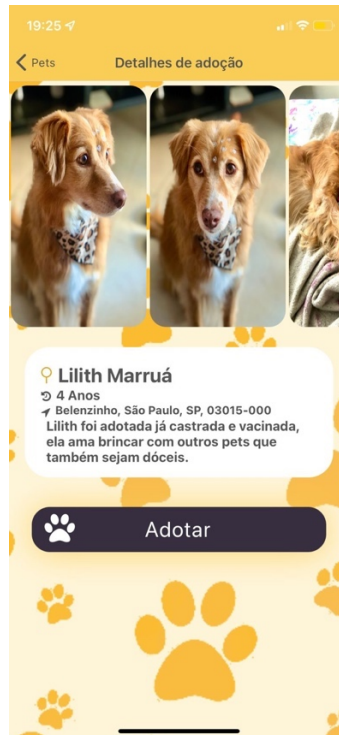 19:25
Pets
Detalhes de adoção
Lilith Marruá
4 Anos
Belenzinho, São Paulo, SP, 03015-000
Lilith foi adotada já castrada e vacinada,
ela ama brincar com outros pets que
também sejam dóceis.
Adotar